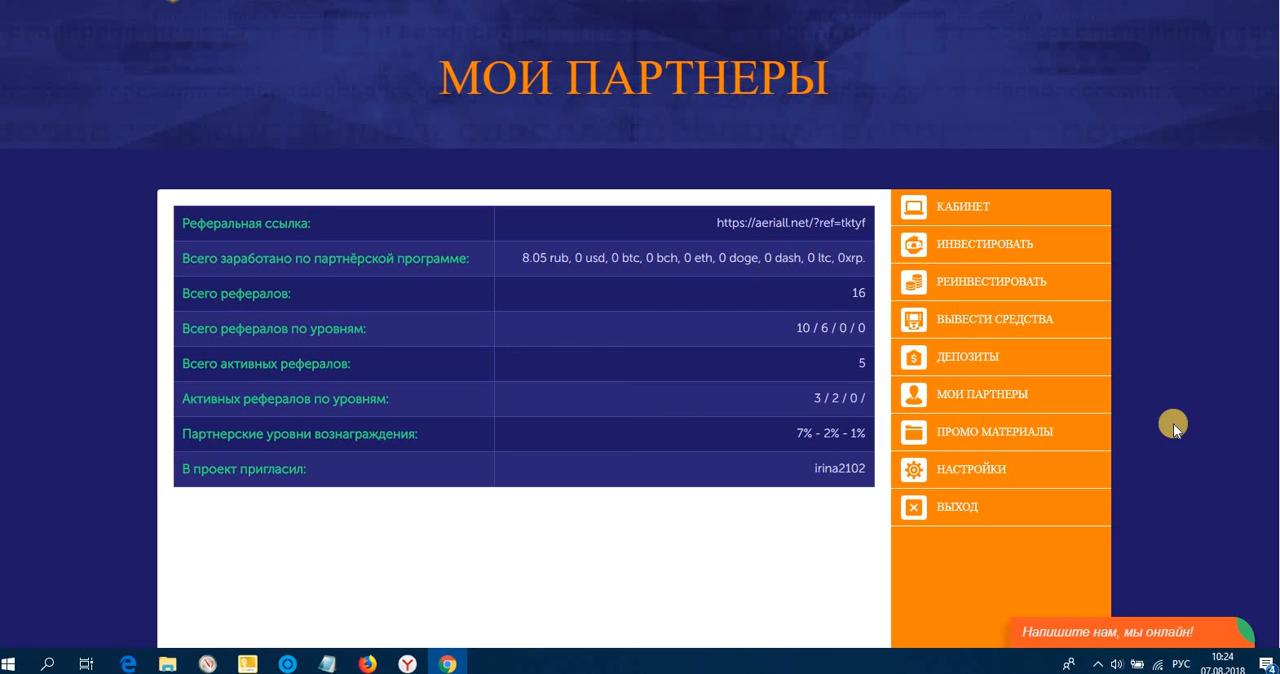 МОИ ПАРТНЕРЫ
Реферальная ссылка: https://aeriall.net/?ref=tktyf
Всего заработано по партнёрской программе: 8.05 rub, 0 usd, 0 btc, 0 bch, 0 eth, 0 doge, 0 dash, 0 ltc, 0xrp.
Всего рефералов: 16
Всего рефералов по уровням: 10 / 6 / 0 / 0
Всего активных рефералов: 5
Активных рефералов по уровням: 3 / 2 / 0 /
Партнерские уровни вознаграждения: 7% - 2% - 1%
В проект пригласил: irina2102
КАБИНЕТ
ИНВЕСТИРОВАТЬ
РЕИНВЕСТИРОВАТЬ
ВЫВЕСТИ СРЕДСТВА
ДЕПОЗИТЫ
МОИ ПАРТНЕРЫ
ПРОМО МАТЕРИАЛЫ
НАСТРОЙКИ
ВЫХОД
Напишите нам, мы онлайн!
РУС
10:24
07.08.2018
4